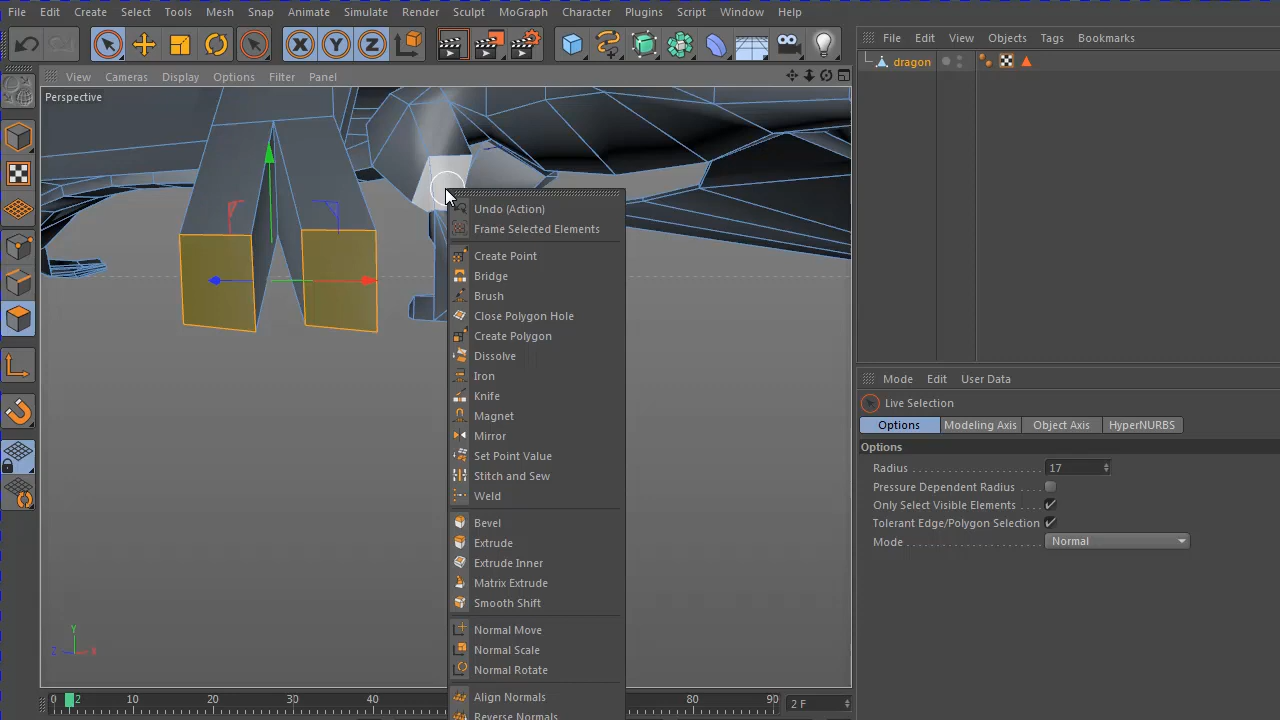 File Edit Create Select Tools Mesh Snap Animate Simulate Render Sculpt MoGraph Character Plugins Script Window Help
X Y Z
File Edit View Objects Tags Bookmarks
dragon
View Cameras Display Options Filter Panel
Perspective
Undo (Action)
Frame Selected Elements
Create Point
Bridge
Brush
Close Polygon Hole
Create Polygon
Dissolve
Iron
Knife
Magnet
Mirror
Set Point Value
Stitch and Sew
Weld
Bevel
Extrude
Extrude Inner
Matrix Extrude
Smooth Shift
Normal Move
Normal Scale
Normal Rotate
Align Normals
Reverse Normals
Mode Edit User Data
Live Selection
Options Modeling Axis Object Axis HyperNURBS
Options
Radius 17
Pressure Dependent Radius
Only Select Visible Elements
Tolerant Edge/Polygon Selection
Mode Normal
Y
Z X
0 2 10 20 30 40 80 90 2 F